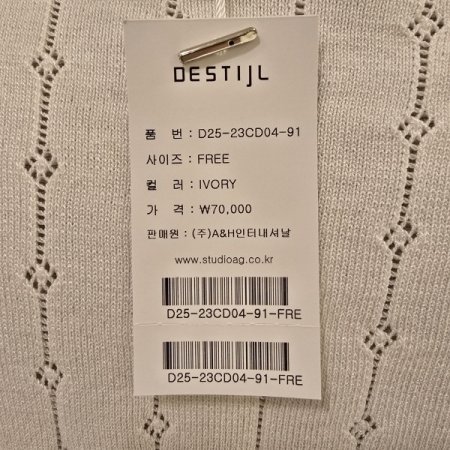 DESTIJL
품 번 : D25-23CD04-91
사이즈 : FREE
컬 러 : IVORY
가 격 : ₩70,000
판매원 : (주)A&H인터내셔날
www.studioag.co.kr
D25-23CD04-91-FRE
D25-23CD04-91-FRE